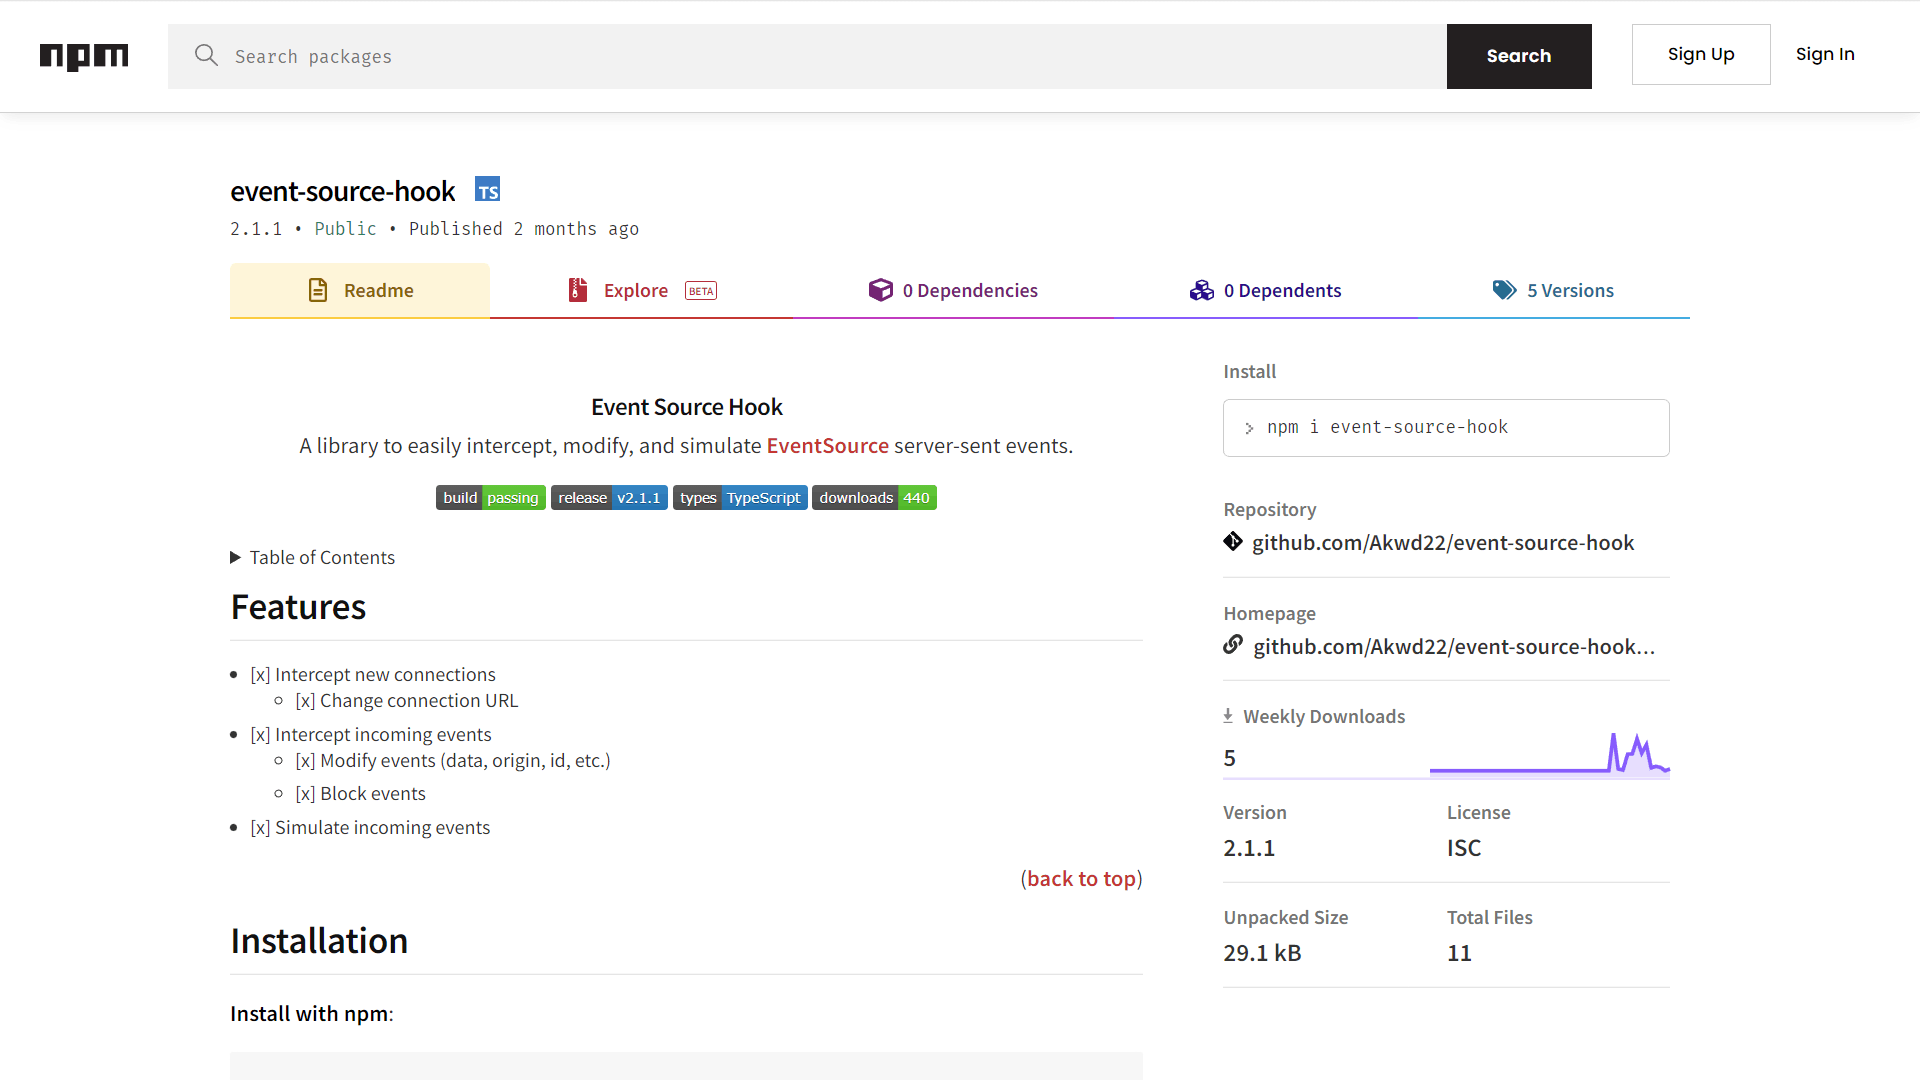 npm
Search packages
Search
Sign Up
Sign In
event-source-hook
TS
2.1.1 • Public • Published 2 months ago
Readme
Explore BETA
0 Dependencies
0 Dependents
5 Versions
Event Source Hook
A library to easily intercept, modify, and simulate EventSource server-sent events.
build passing release v2.1.1 types TypeScript downloads 440
Table of Contents
Features
[x] Intercept new connections
[x] Change connection URL
[x] Intercept incoming events
[x] Modify events (data, origin, id, etc.)
[x] Block events
[x] Simulate incoming events
(back to top)
Installation
Install with npm:
Install
npm i event-source-hook
Repository
github.com/Akwd22/event-source-hook
Homepage
github.com/Akwd22/event-source-hook...
Weekly Downloads
5
Version
2.1.1
License
ISC
Unpacked Size
29.1 kB
Total Files
11